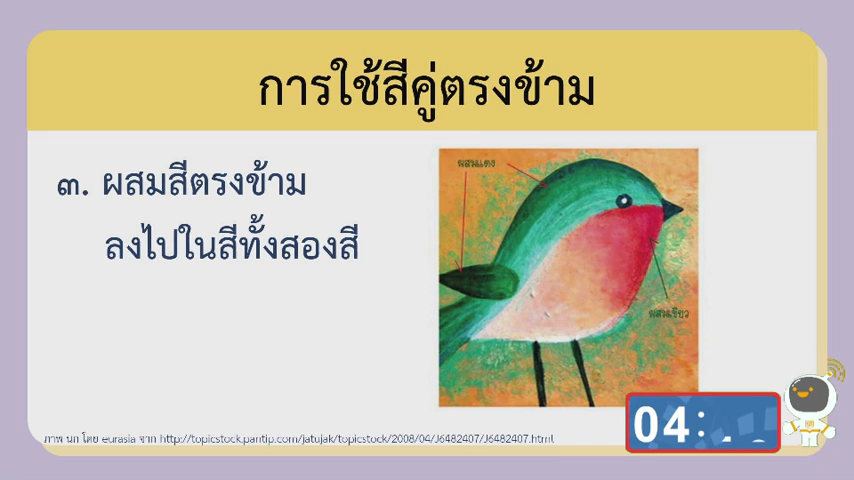 การใช้สีคู่ตรงข้าม
๓. ผสมสีตรงข้าม
ลงไปในสีทั้งสองสี
ผสมแดง
ผสมเขียว
ภาพ นก โดย eurasia จาก http://topicstock.pantip.com/jatujak/topicstock/2008/04/J6482407/J6482407.html
04: